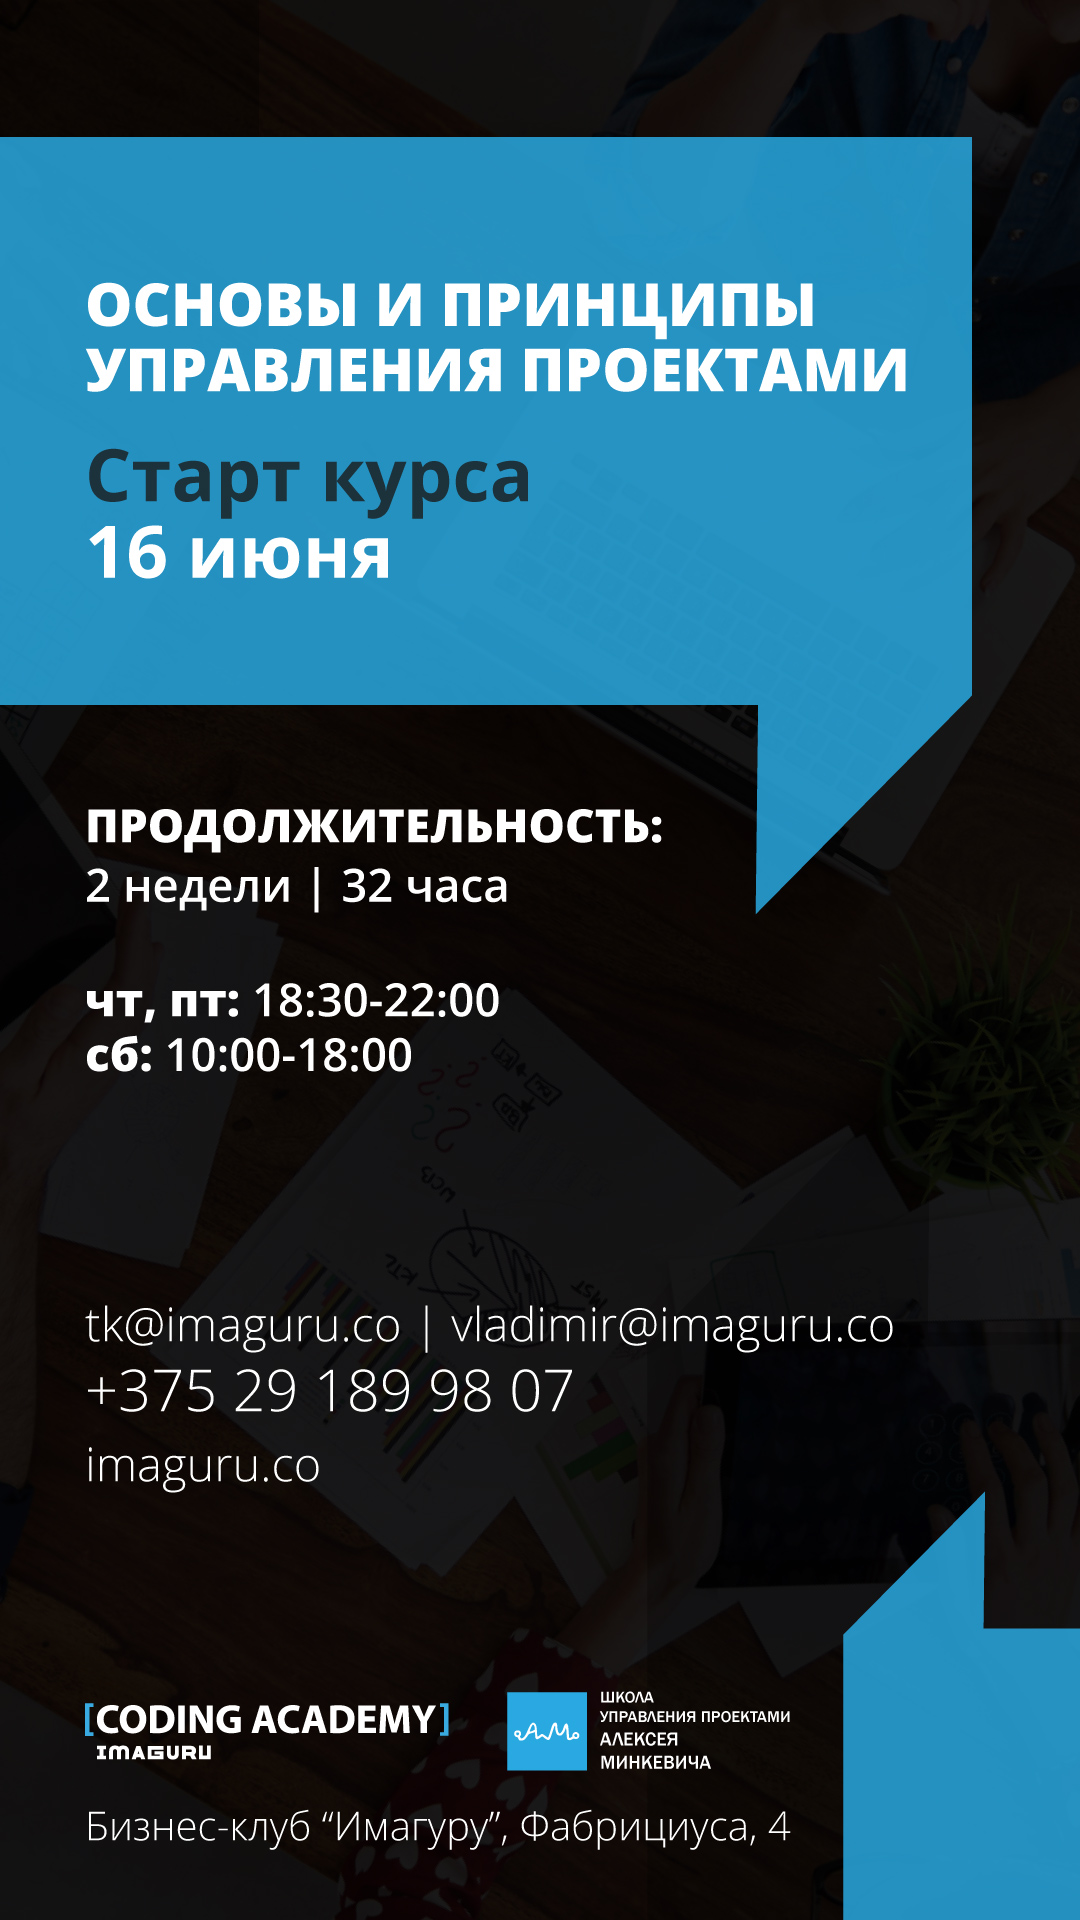 ОСНОВЫ И ПРИНЦИПЫ
УПРАВЛЕНИЯ ПРОЕКТАМИ
Старт курса
16 июня
ПРОДОЛЖИТЕЛЬНОСТЬ:
2 недели | 32 часа
чт, пт: 18:30-22:00
сб: 10:00-18:00
tk@imaguru.co | vladimir@imaguru.co
+375 29 189 98 07
imaguru.co
[CODING ACADEMY]
IMAGURU
АМ
ШКОЛА
УПРАВЛЕНИЯ ПРОЕКТАМИ
АЛЕКСЕЯ
МИНКЕВИЧА
Бизнес-клуб “Имагуру”, Фабрициуса, 4